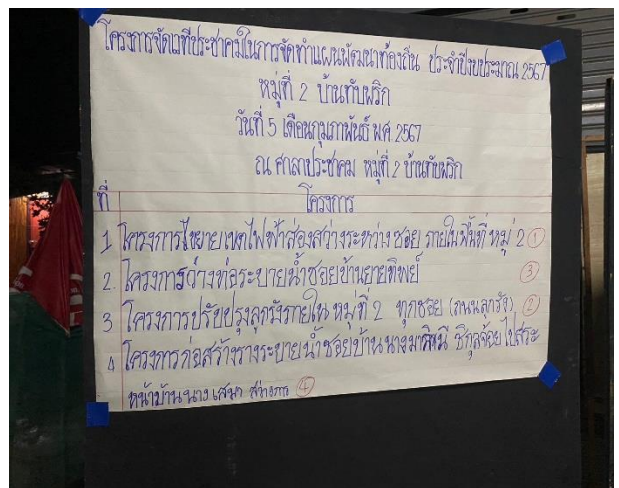 โครงการจัดเวทีประชาคมในการจัดทำแผนพัฒนาท้องถิ่น ประจำปีงบประมาณ 2567
หมู่ที่ 2 บ้านทับพริก
วันที่ 5 เดือนกุมภาพันธ์ พศ. 2567
ณ ศาลาประชาคม หมู่ที่ 2 บ้านทับพริก
ที่ โครงการ
1 โครงการขยายเขตไฟฟ้าส่องสว่างระหว่าง ซอย ภายในพื้นที่ หมู่ 2 ①
2. โครงการวางท่อระบายน้ำซอยบ้านยายทิพย์ ③
3 โครงการปรับปรุงลูกรังภายใน หมู่ที่ 2 ทุกซอย (ถนนลูกรัง) ②
4 โครงการก่อสร้างรางระบายน้ำซอยบ้าน นาง ไปสระ
หน้าบ้าน นาง เสนา ④